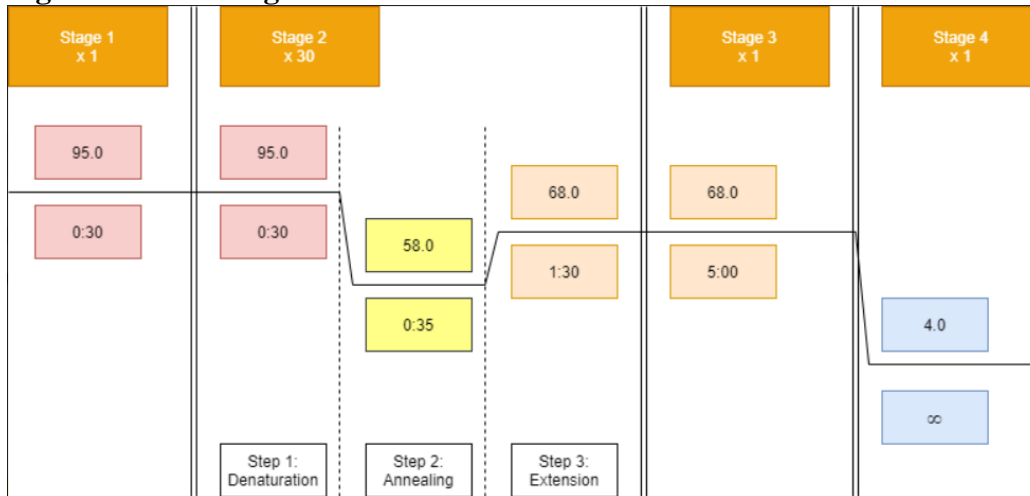 Stage 1
x 1
Stage 2
x 30
Stage 3
x 1
Stage 4
x 1
95.0
0:30
95.0
0:30
58.0
0:35
68.0
1:30
68.0
5:00
4.0
∞
Step 1:
Denaturation
Step 2:
Annealing
Step 3:
Extension